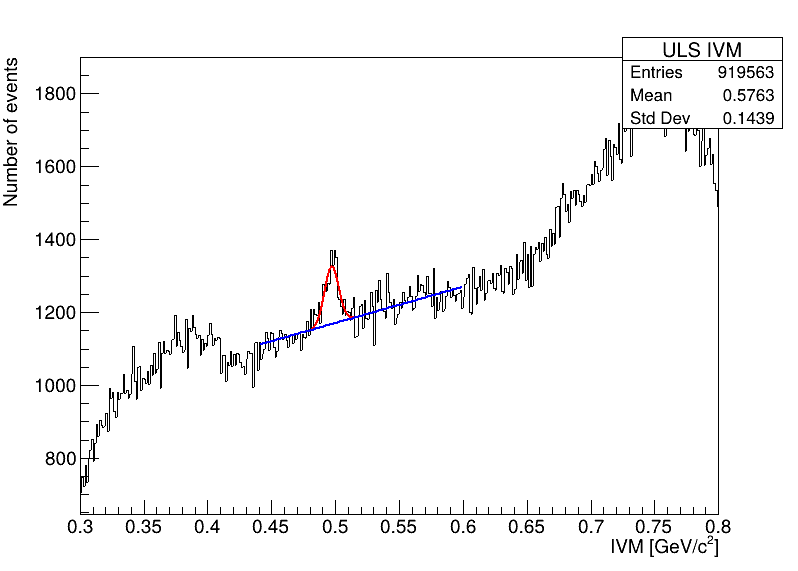 ULS IVM
Entries 919563
Mean 0.5763
Std Dev 0.1439
Number of events
1800
1600
1400
1200
1000
800
0.3 0.35 0.4 0.45 0.5 0.55 0.6 0.65 0.7 0.75 0.8
IVM [GeV/c²]